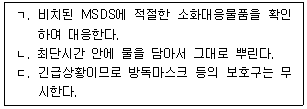 ㄱ. 비치된 MSDS에 적절한 소화대응물품을 확인
하여 대응한다.
ㄴ. 최단시간 안에 물을 담아서 그대로 뿌린다.
ㄷ. 긴급상황이므로 방독마스크 등의 보호구는 무
시한다.